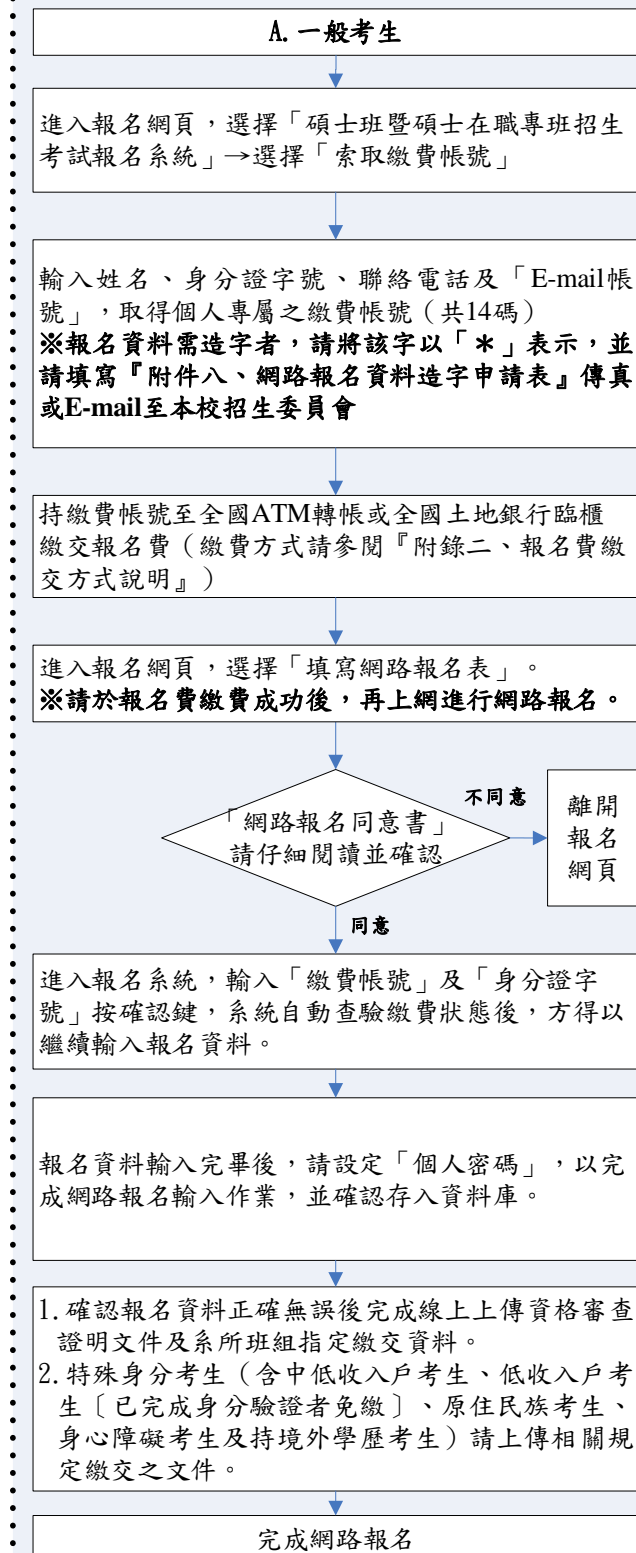 A.一般考生
進入報名網頁，選擇「碩士班暨碩士在職專班招生
考試報名系統」→選擇「索取繳費帳號」
輸入姓名、身分證字號、聯絡電話及「E-mail帳
號」，取得個人專屬之繳費帳號（共14碼）
※報名資料需造字者，請將該字以「＊」表示，並
請填寫『附件八、網路報名資料造字申請表』傳真
或E-mail至本校招生委員會
持繳費帳號至全國ATM轉帳或全國土地銀行臨櫃
繳交報名費（繳費方式請參閱『附錄二、報名費繳
交方式說明』）
進入報名網頁，選擇「填寫網路報名表」。
※請於報名費繳費成功後，再上網進行網路報名。
「網路報名同意書」
請仔細閱讀並確認
不同意
離開
報名
網頁
同意
進入報名系統，輸入「繳費帳號」及「身分證字
號」按確認鍵，系統自動查驗繳費狀態後，方得以
繼續輸入報名資料。
報名資料輸入完畢後，請設定「個人密碼」，以完
成網路報名輸入作業，並確認存入資料庫。
1.確認報名資料正確無誤後完成線上上傳資格審查
證明文件及系所班組指定繳交資料。
2.特殊身分考生（含中低收入戶考生、低收入戶考
生〔已完成身分驗證者免繳〕、原住民族考生、
身心障礙考生及持境外學歷考生）請上傳相關規
定繳交之文件。
完成網路報名